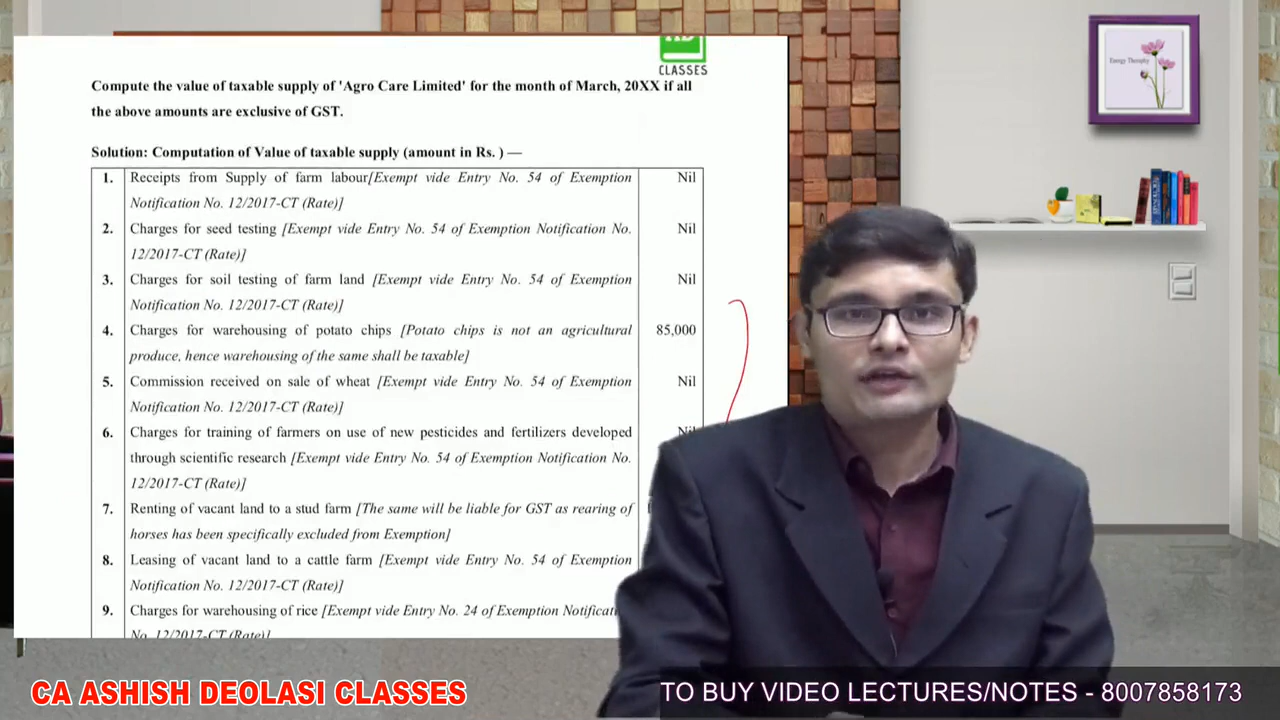 CLASSES
Energy Theraphy
Compute the value of taxable supply of 'Agro Care Limited' for the month of March, 20XX if all
the above amounts are exclusive of GST.
Solution: Computation of Value of taxable supply (amount in Rs. ) —
1. Receipts from Supply of farm labour[Exempt vide Entry No. 54 of Exemption Nil
Notification No. 12/2017-CT (Rate)]
2. Charges for seed testing [Exempt vide Entry No. 54 of Exemption Notification No. Nil
12/2017-CT (Rate)]
3. Charges for soil testing of farm land [Exempt vide Entry No. 54 of Exemption Nil
Notification No. 12/2017-CT (Rate)]
4. Charges for warehousing of potato chips [Potato chips is not an agricultural 85,000
produce, hence warehousing of the same shall be taxable]
5. Commission received on sale of wheat [Exempt vide Entry No. 54 of Exemption Nil
Notification No. 12/2017-CT (Rate)]
6. Charges for training of farmers on use of new pesticides and fertilizers developed Nil
through scientific research [Exempt vide Entry No. 54 of Exemption Notification No.
12/2017-CT (Rate)]
7. Renting of vacant land to a stud farm [The same will be liable for GST as rearing of
horses has been specifically excluded from Exemption]
8. Leasing of vacant land to a cattle farm [Exempt vide Entry No. 54 of Exemption
Notification No. 12/2017-CT (Rate)]
9. Charges for warehousing of rice [Exempt vide Entry No. 24 of Exemption
No. 12/2017-CT (Rate)]
CA ASHISH DEOLASI CLASSES
TO BUY VIDEO LECTURES/NOTES - 8007858173